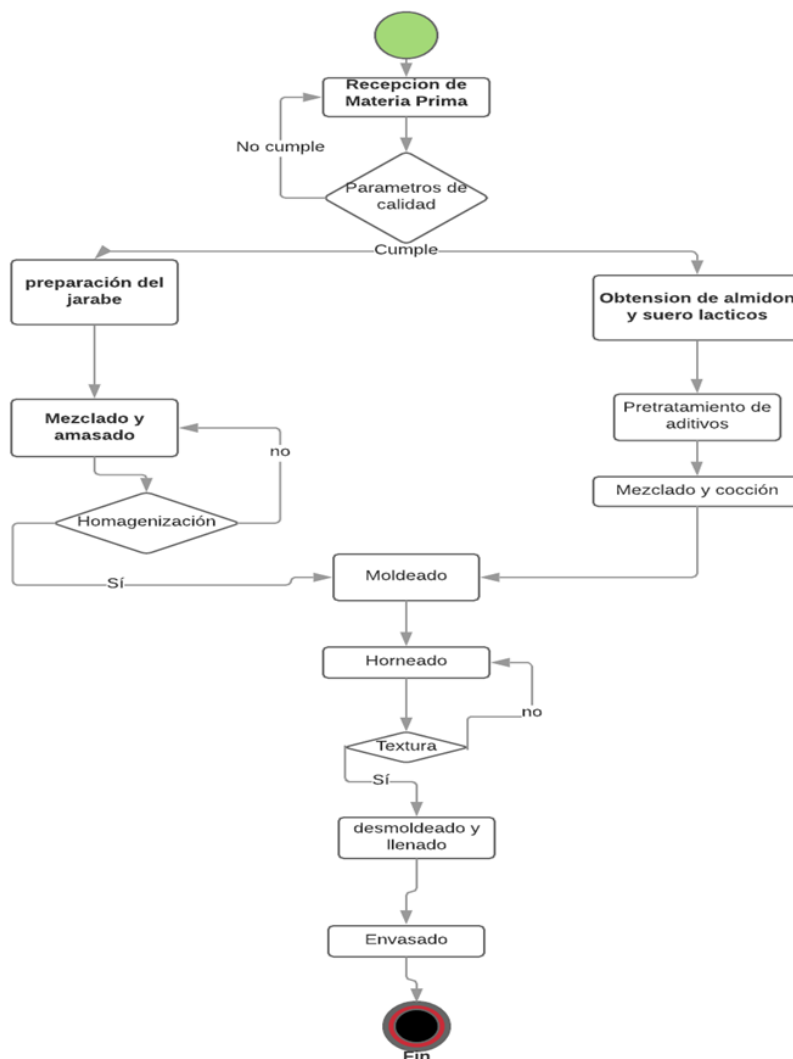 Recepcion de
Materia Prima
No cumple
Parametros de
calidad
Cumple
preparación del
jarabe
Obtension de almidon
y suero lacticos
Mezclado y
amasado
no
Pretratamiento de
aditivos
Mezclado y cocción
Homagenización
Sí
Moldeado
Horneado
no
Textura
Sí
desmoldeado y
llenado
Envasado
Fin